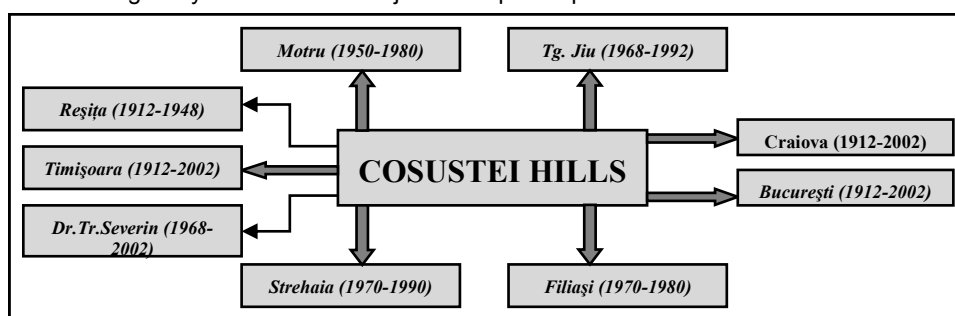 Motru (1950-1980)
Tg. Jiu (1968-1992)
Reşiţa (1912-1948)
Craiova (1912-2002)
Timişoara (1912-2002)
COSUSTEI HILLS
Bucureşti (1912-2002)
Dr.Tr.Severin (1968-
2002)
Strehaia (1970-1990)
Filiaşi (1970-1980)